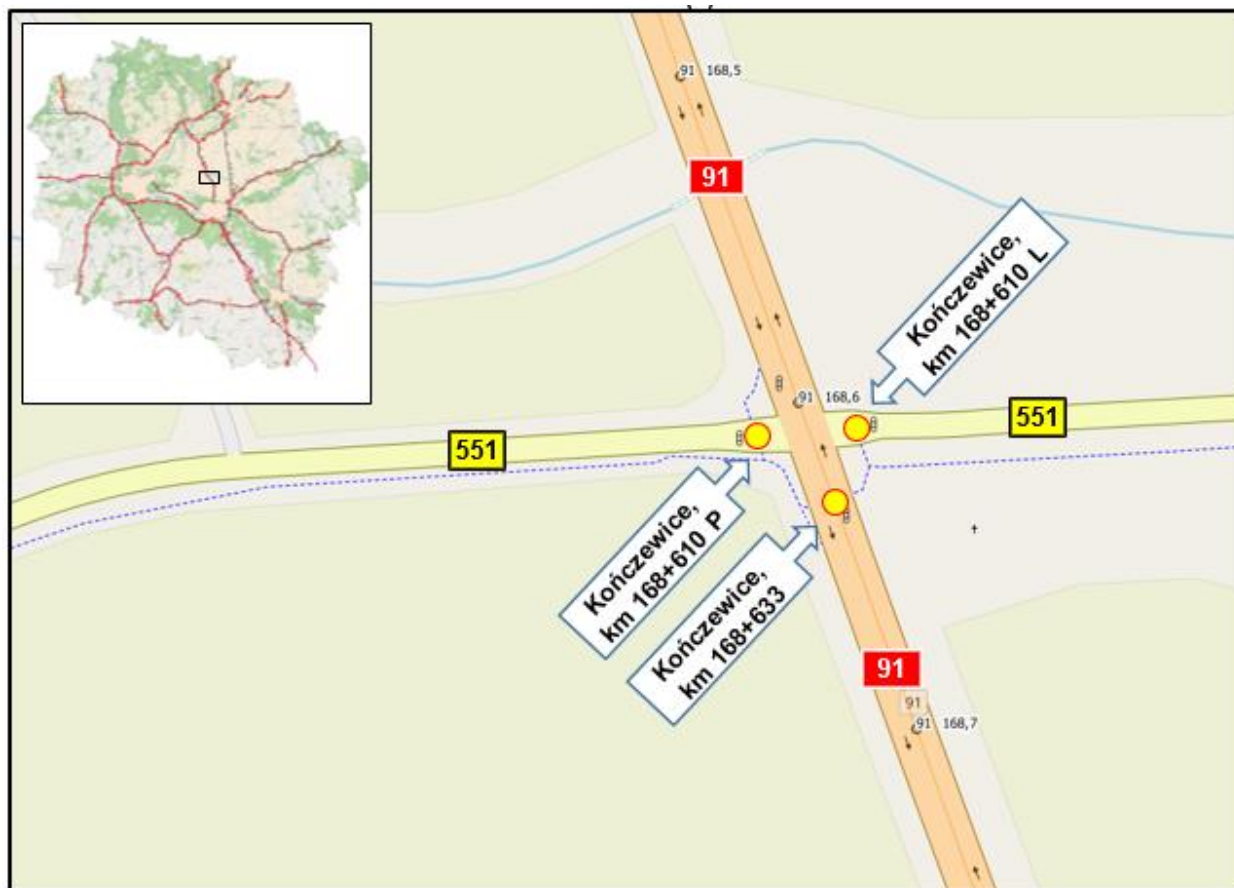 91 168,5
91
Kończewice,
km 168+610 L
91 168,6
551
551
Kończewice,
km 168+610 P
Kończewice,
km 168+633
91
91
91 168,7